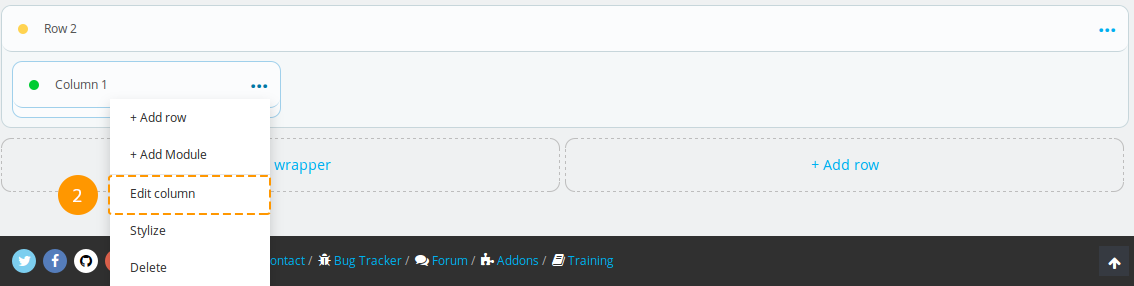 Row 2
Column 1
+ Add row
+ Add Module
Edit column
Stylize
Delete
2
wrapper
+ Add row
ontact / Bug Tracker / Forum / Addons / Training